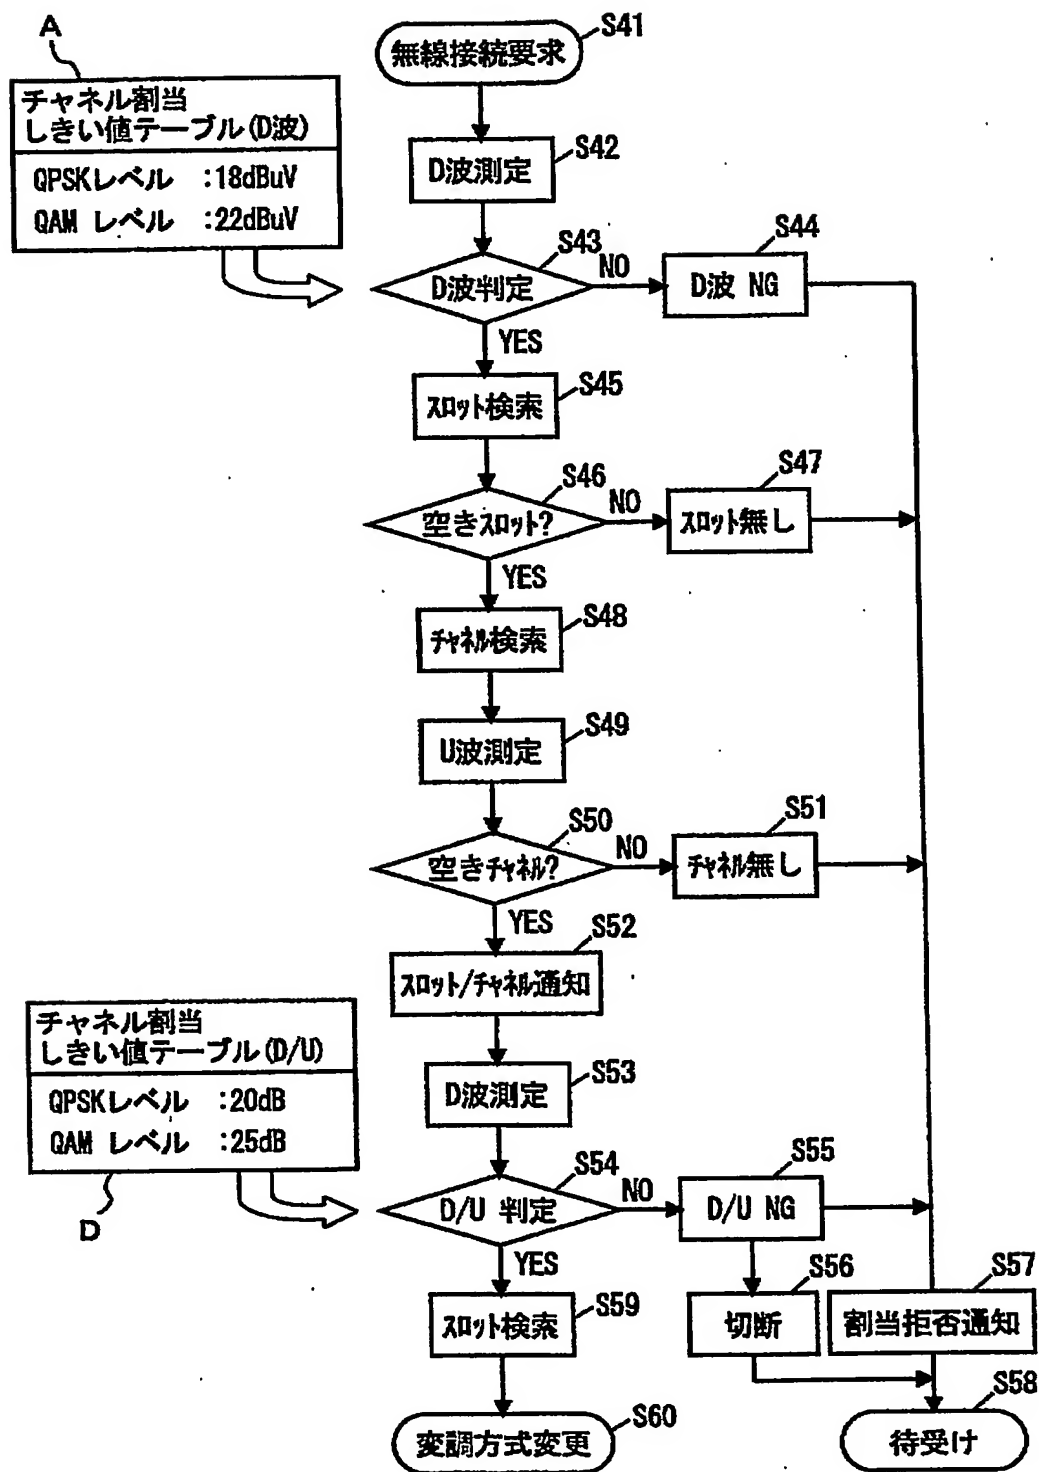 S41
無線接続要求
A
チャネル割当
しきい値テーブル(D波)
QPSKレベル :18dBuV
QAM レベル :22dBuV
S42
D波測定
S43
D波判定
NO
S44
D波 NG
YES
S45
スロット検索
S46
空きスロット?
NO
S47
スロット無し
YES
S48
チャネル検索
S49
U波測定
S50
空きチャネル?
NO
S51
チャネル無し
YES
S52
スロット/チャネル通知
チャネル割当
しきい値テーブル(D/U)
QPSKレベル :20dB
QAM レベル :25dB
D
S53
D波測定
S54
D/U 判定
NO
S55
D/U NG
YES
S56
切断
S57
割当拒否通知
S59
スロット検索
S58
待受け
S60
変調方式変更